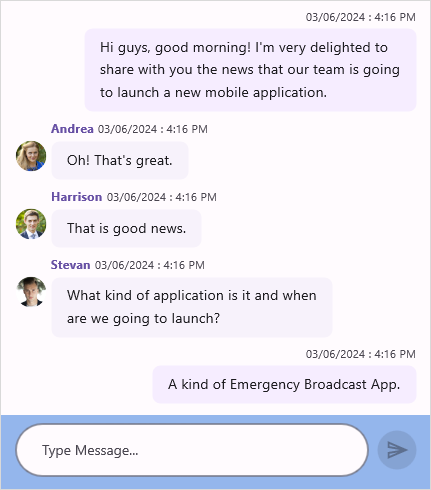 03/06/2024 : 4:16 PM
Hi guys, good morning! I'm very delighted to
share with you the news that our team is going
to launch a new mobile application.
Andrea 03/06/2024 : 4:16 PM
Oh! That's great.
Harrison 03/06/2024 : 4:16 PM
That is good news.
Stevan 03/06/2024 : 4:16 PM
What kind of application is it and when
are we going to launch?
03/06/2024 : 4:16 PM
A kind of Emergency Broadcast App.
Type Message...